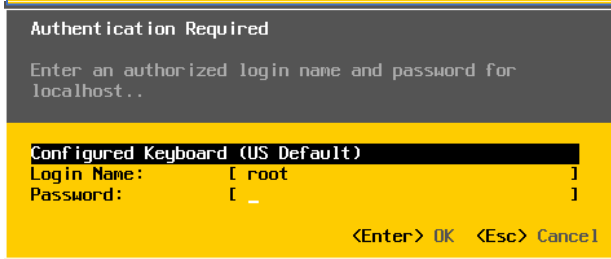 Authentication Required
Enter an authorized login name and password for
localhost..
Configured Keyboard (US Default)
Login Name: [ root ]
Password: [ _ ]
<Enter> OK <Esc> Cancel